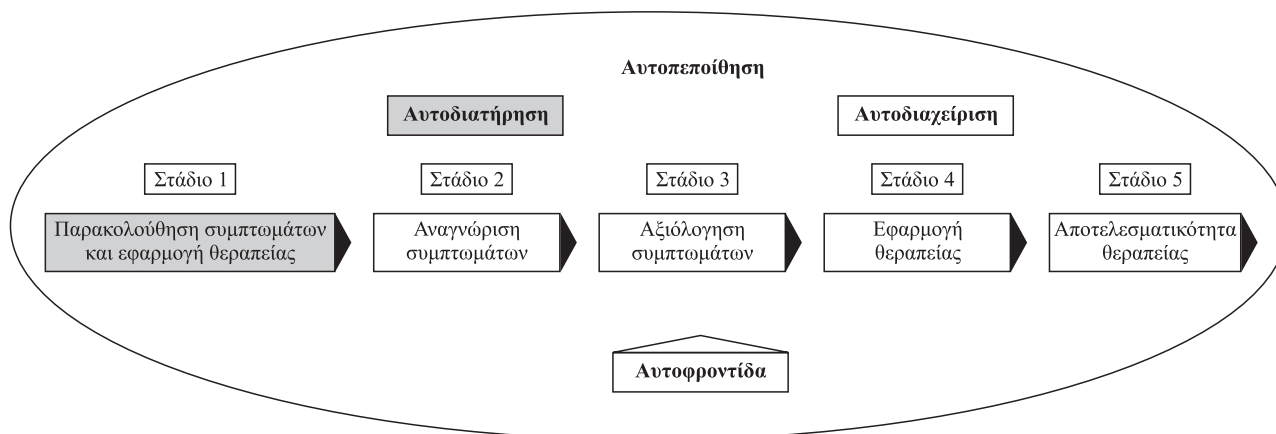 Αυτοπεποίθηση
Αυτοδιατήρηση
Αυτοδιαχείριση
Στάδιο 1
Στάδιο 2
Στάδιο 3
Στάδιο 4
Στάδιο 5
Παρακολούθηση συμπτωμάτων
και εφαρμογή θεραπείας
Αναγνώριση
συμπτωμάτων
Αξιόλογηση
συμπτωμάτων
Εφαρμογή
θεραπείας
Αποτελεσματικότητα
θεραπείας
Αυτοφροντίδα